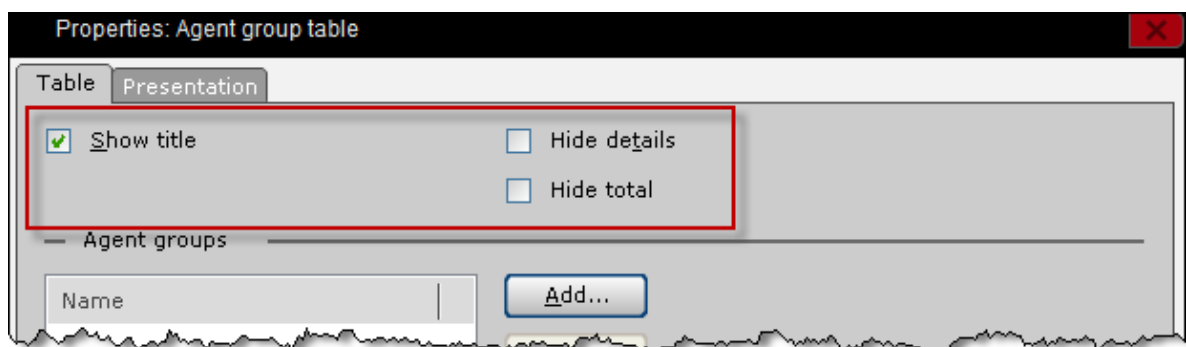 Properties: Agent group table
Table Presentation
Show title Hide details
Hide total
Agent groups
Name Add...